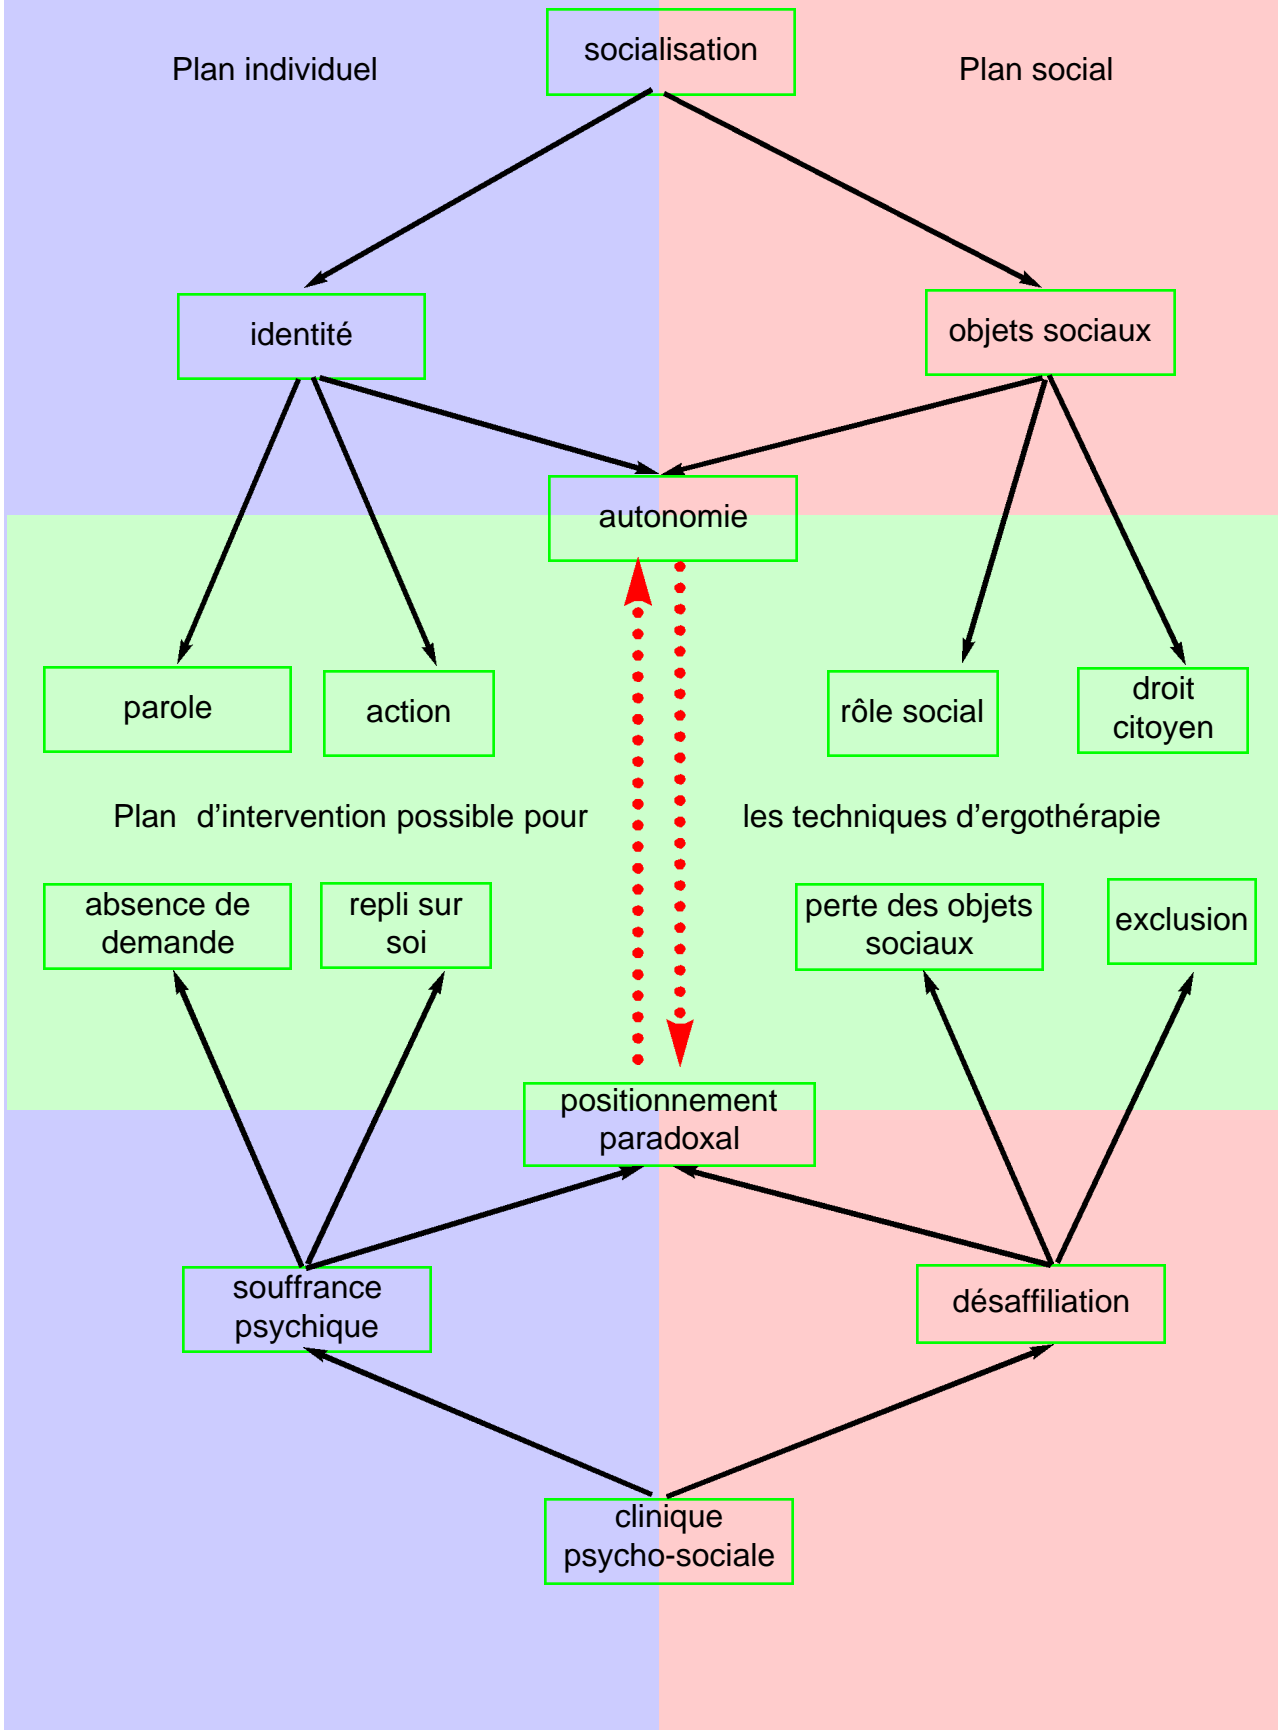 socialisation
Plan individuel
Plan social
identité
objets sociaux
autonomie
parole
action
rôle social
droit
citoyen
Plan d'intervention possible pour
les techniques d'ergothérapie
absence de
demande
repli sur
soi
perte des objets
sociaux
exclusion
positionnement
paradoxal
souffrance
psychique
désaffiliation
clinique
psycho-sociale